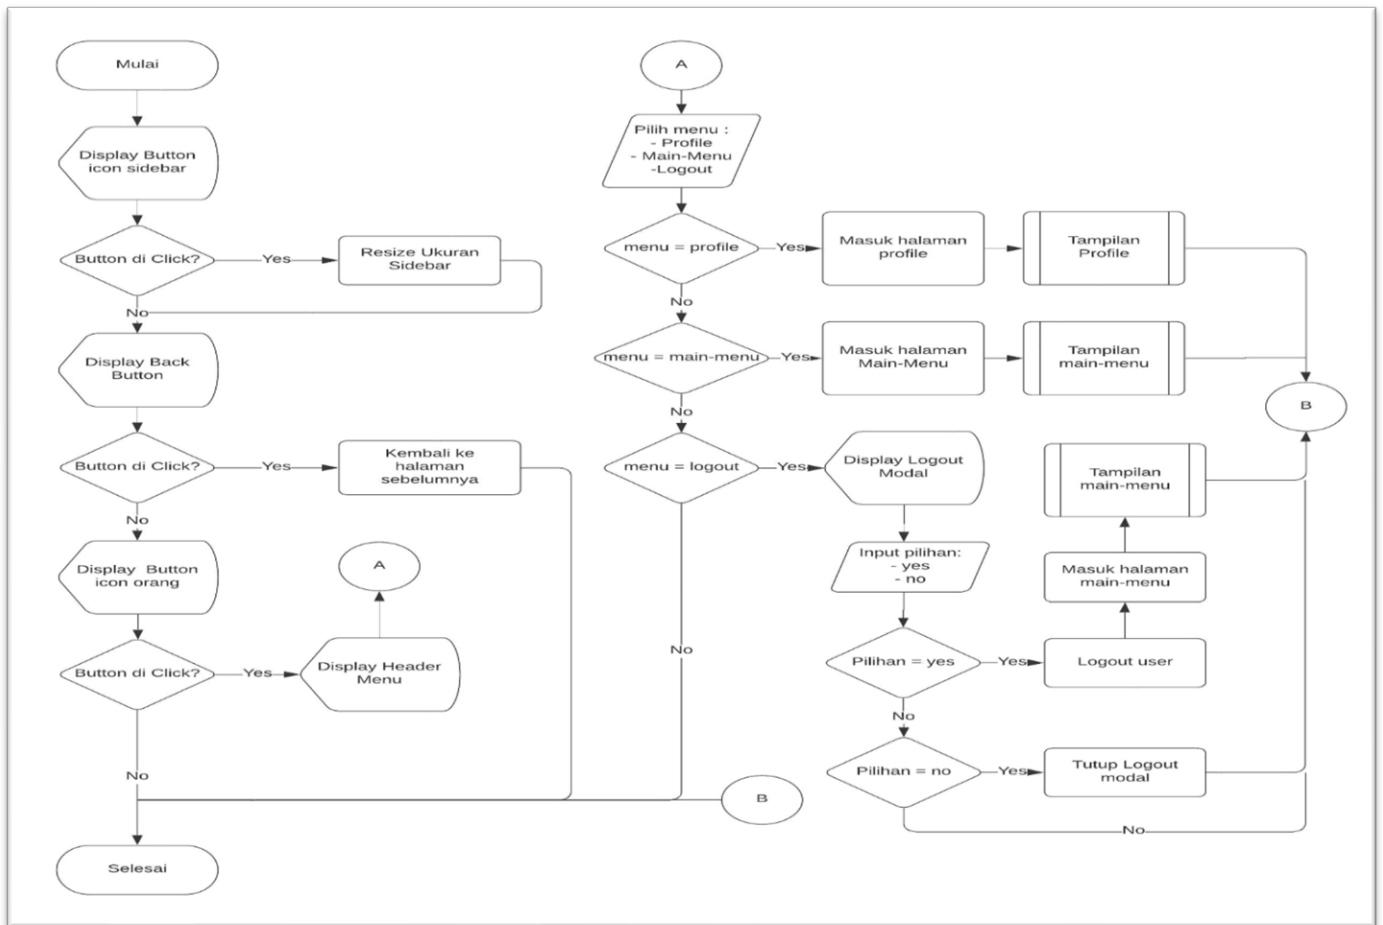 Mulai
Display Button
icon sidebar
Button di Click?
Yes
Resize Ukuran
Sidebar
No
Display Back
Button
Button di Click?
Yes
Kembali ke
halaman
sebelumnya
No
Display Button
icon orang
Button di Click?
Yes
Display Header
Menu
A
No
Selesai
A
Pilih menu :
- Profile
- Main-Menu
-Logout
menu = profile
Yes
Masuk halaman
profile
Tampilan
Profile
No
menu = main-menu
Yes
Masuk halaman
Main-Menu
Tampilan
main-menu
B
No
menu = logout
Yes
Display Logout
Modal
No
Input pilihan:
- yes
- no
Pilihan = yes
Yes
Logout user
Masuk halaman
main-menu
Tampilan
main-menu
No
Pilihan = no
Yes
Tutup Logout
modal
No
B